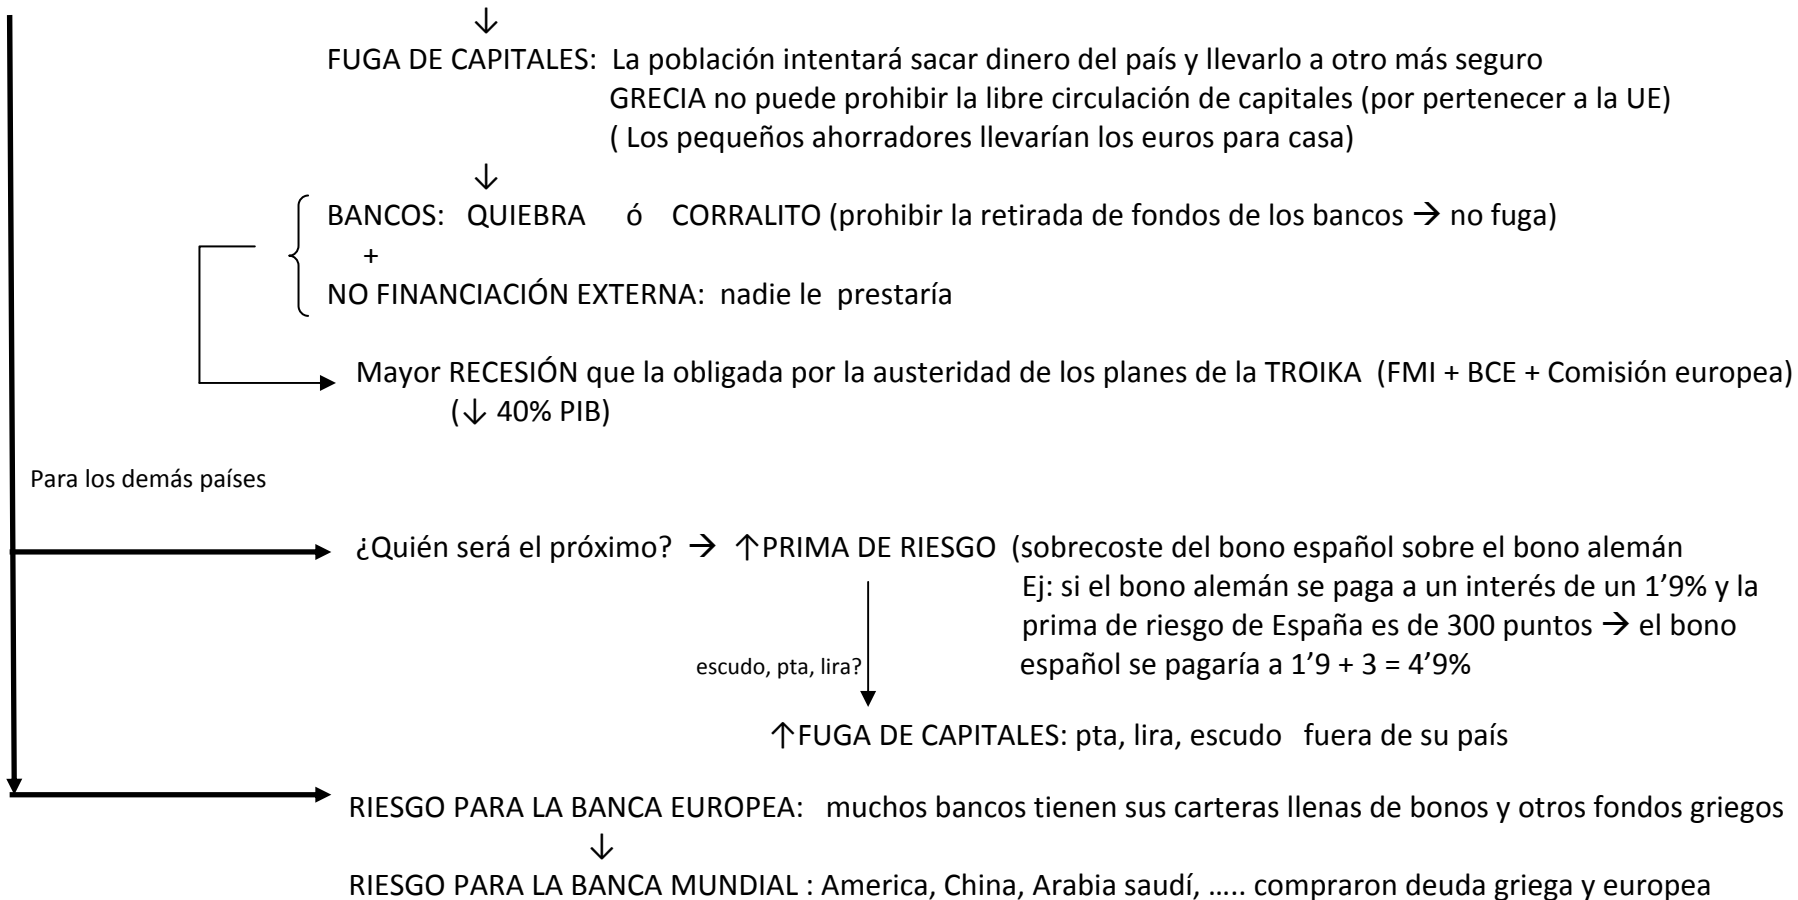 ↓
FUGA DE CAPITALES: La población intentará sacar dinero del país y llevarlo a otro más seguro
GRECIA no puede prohibir la libre circulación de capitales (por pertenecer a la UE)
( Los pequeños ahorradores llevarían los euros para casa)
↓
BANCOS: QUIEBRA ó CORRALITO (prohibir la retirada de fondos de los bancos → no fuga)
+
NO FINANCIACIÓN EXTERNA: nadie le prestaría
Mayor RECESIÓN que la obligada por la austeridad de los planes de la TROIKA (FMI + BCE + Comisión europea)
(↓ 40% PIB)
Para los demás países
¿Quién será el próximo? → ↑PRIMA DE RIESGO (sobrecoste del bono español sobre el bono alemán
Ej: si el bono alemán se paga a un interés de un 1’9% y la
prima de riesgo de España es de 300 puntos → el bono
español se pagaría a 1’9 + 3 = 4’9%
escudo, pta, lira?
↑FUGA DE CAPITALES: pta, lira, escudo fuera de su país
RIESGO PARA LA BANCA EUROPEA: muchos bancos tienen sus carteras llenas de bonos y otros fondos griegos
↓
RIESGO PARA LA BANCA MUNDIAL : America, China, Arabia saudí, ..... compraron deuda griega y europea